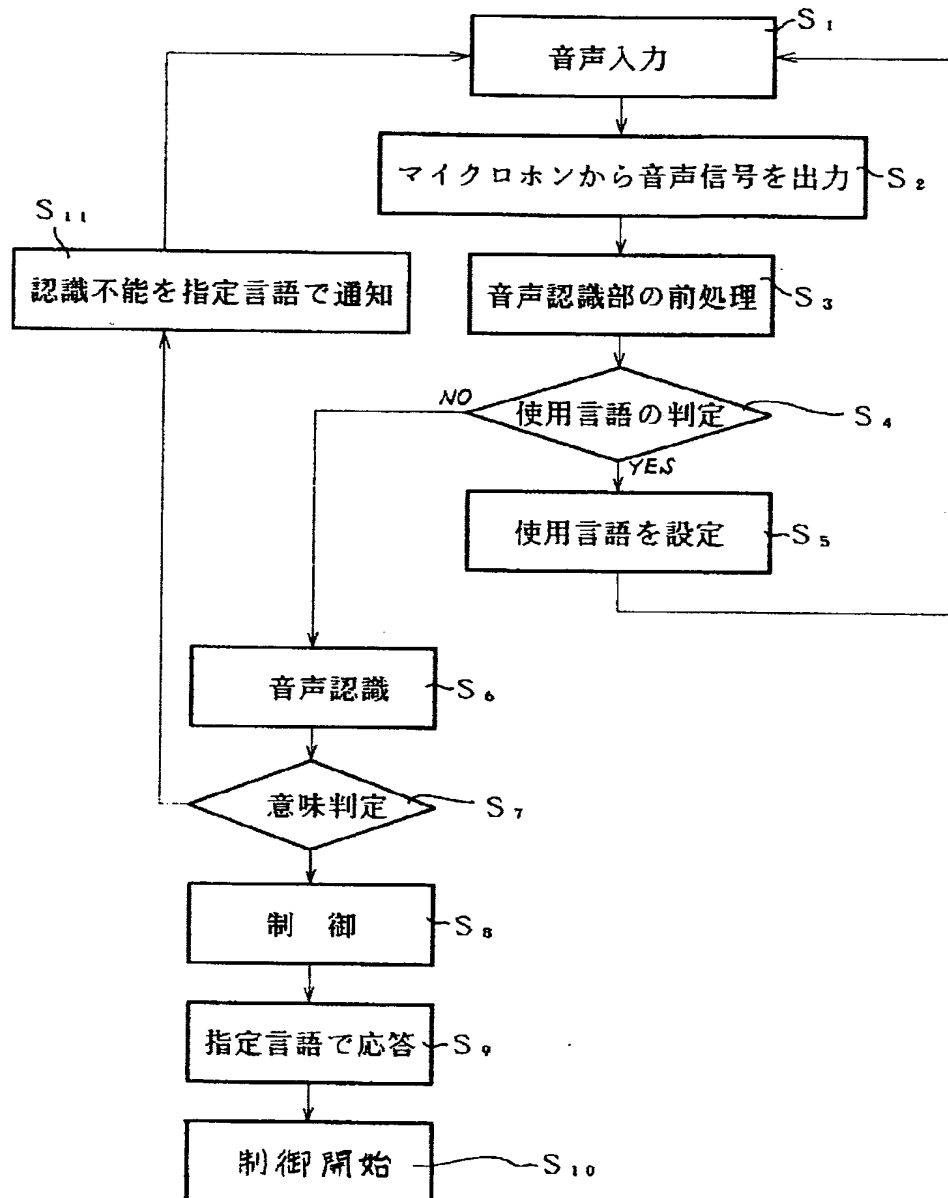 音声入力
S₁
マイクロホンから音声信号を出力
S₂
S₁₁
認識不能を指定言語で通知
音声認識部の前処理
S₃
NO
使用言語の判定
S₄
YES
使用言語を設定
S₅
音声認識
S₆
意味判定
S₇
制 御
S₈
指定言語で応答
S₉
制御開始
S₁₀